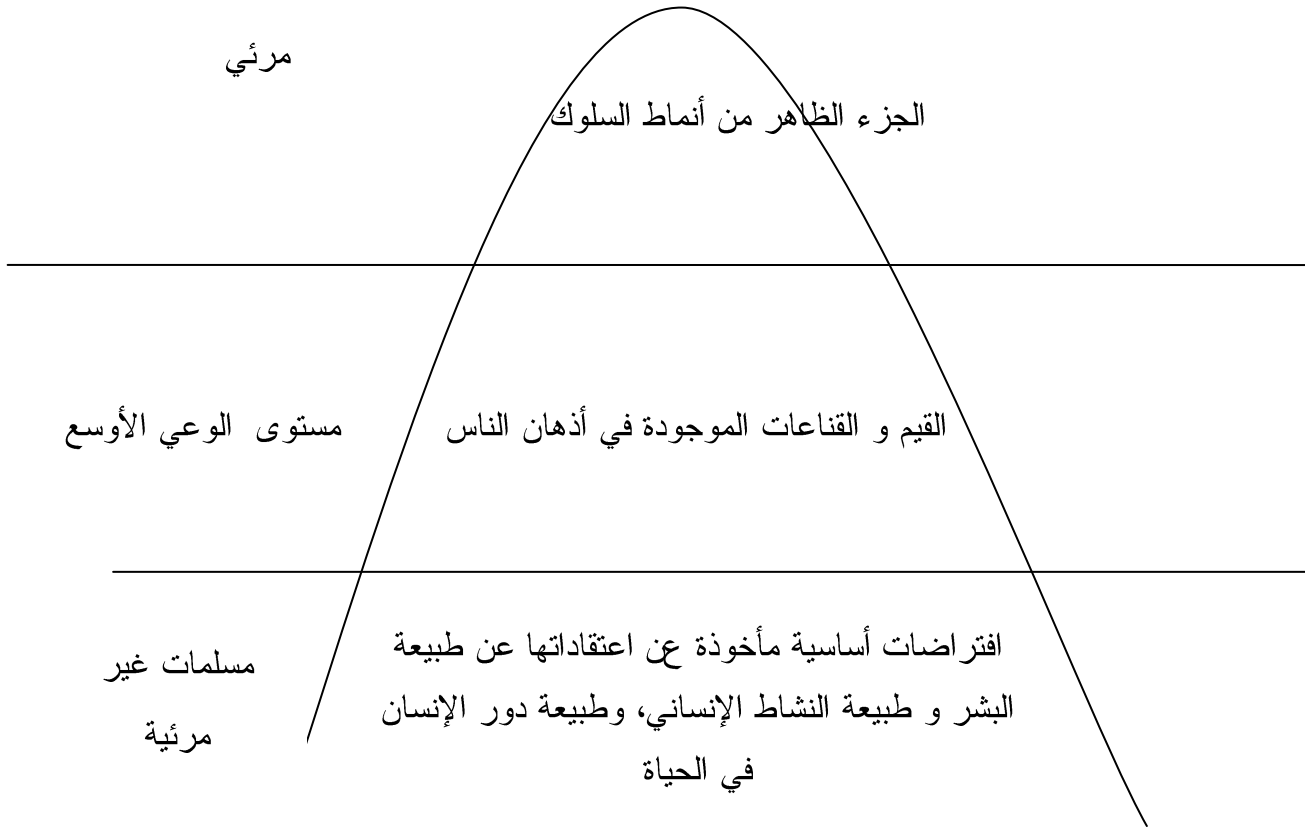 مرئي
الجزء الظاهر من أنماط السلوك
القيم و القناعات الموجودة في أذهان الناس
مستوى الوعي الأوسع
افتراضات أساسية مأخوذة عن اعتقاداتها عن طبيعة
البشر و طبيعة النشاط الإنساني، وطبيعة دور الإنسان
في الحياة
مسلمات غير
مرئية